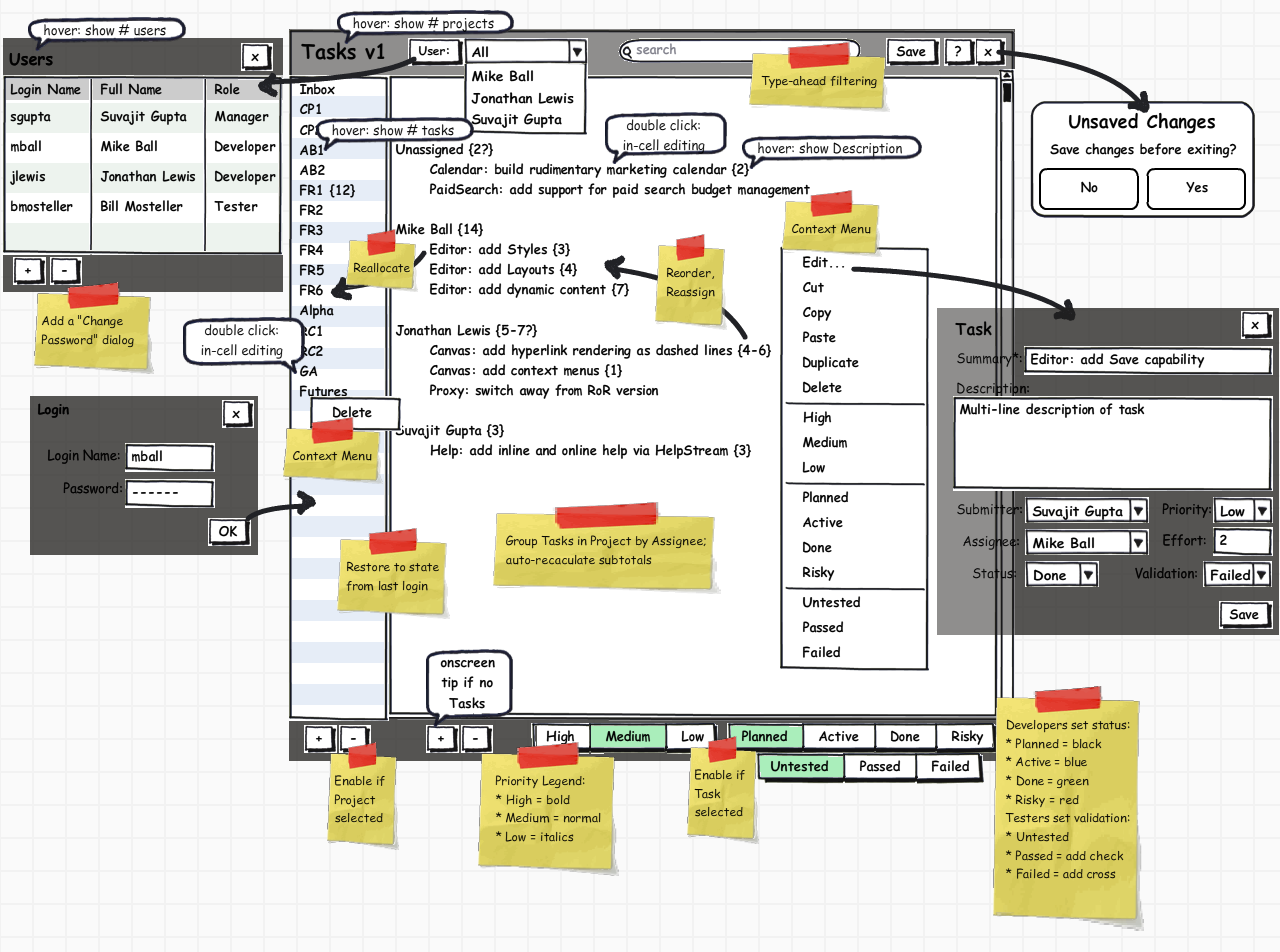 hover: show # users
Users
x
Login Name
Full Name
Role
sgupta
Suvajit Gupta
Manager
mball
Mike Ball
Developer
jlewis
Jonathan Lewis
Developer
bmosteller
Bill Mosteller
Tester
+
-
Add a "Change
Password" dialog
Login
x
Login Name:
mball
Password:
------
OK
hover: show # projects
Tasks v1
User:
All
Mike Ball
Jonathan Lewis
Suvajit Gupta
search
Type-ahead filtering
Save
?
x
Inbox
CP1
hover: show # tasks
AB1
AB2
FR1 {12}
FR2
FR3
FR4
FR5
FR6
Alpha
RC1
RC2
GA
Futures
double click:
in-cell editing
Delete
Context Menu
Restore to state
from last login
double click:
in-cell editing
hover: show Description
Unassigned {2?}
Calendar: build rudimentary marketing calendar {2}
PaidSearch: add support for paid search budget management
Mike Ball {14}
Editor: add Styles {3}
Editor: add Layouts {4}
Editor: add dynamic content {7}
Reallocate
Reorder,
Reassign
Jonathan Lewis {5-7?}
Canvas: add hyperlink rendering as dashed lines {4-6}
Canvas: add context menus {1}
Proxy: switch away from RoR version
Suvajit Gupta {3}
Help: add inline and online help via HelpStream {3}
Group Tasks in Project by Assignee;
auto-recaculate subtotals
Context Menu
Edit...
Cut
Copy
Paste
Duplicate
Delete
High
Medium
Low
Planned
Active
Done
Risky
Untested
Passed
Failed
onscreen
tip if no
Tasks
+
-
+
-
High
Medium
Low
Planned
Active
Done
Risky
Untested
Passed
Failed
Enable if
Project
selected
Priority Legend:
* High = bold
* Medium = normal
* Low = italics
Enable if
Task
selected
Unsaved Changes
Save changes before exiting?
No
Yes
Task
x
Summary*:
Editor: add Save capability
Description:
Multi-line description of task
Submitter:
Suvajit Gupta
Priority:
Low
Assignee:
Mike Ball
Effort:
2
Status:
Done
Validation:
Failed
Save
Developers set status:
* Planned = black
* Active = blue
* Done = green
* Risky = red
Testers set validation:
* Untested
* Passed = add check
* Failed = add cross